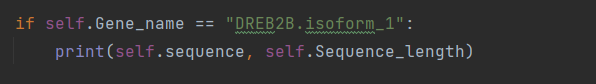 if self.Gene_name == "DREB2B.isoform_1":
    print(self.sequence, self.Sequence_length)